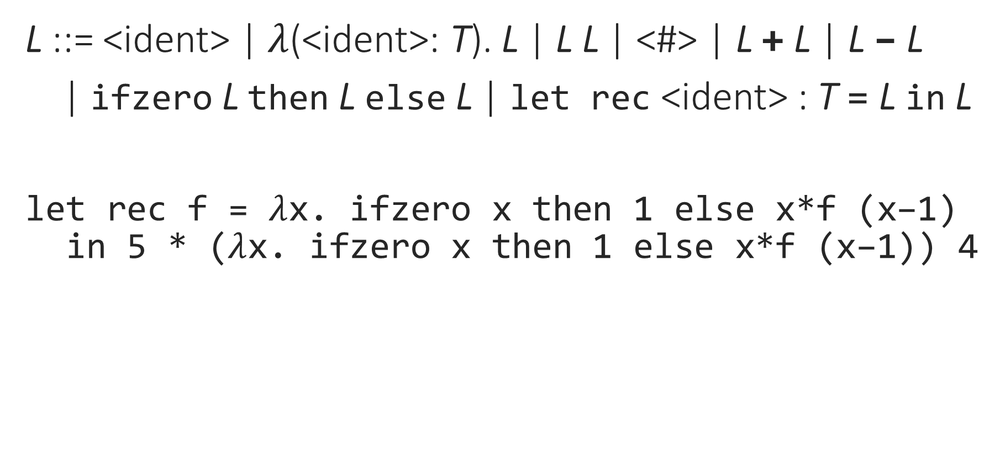 L ::= <ident> | λ(<ident>: T). L | L L | <#> | L + L | L – L
| ifzero L then L else L | let rec <ident> : T = L in L
let rec f = λx. ifzero x then 1 else x*f (x–1)
in 5 * (λx. ifzero x then 1 else x*f (x–1)) 4